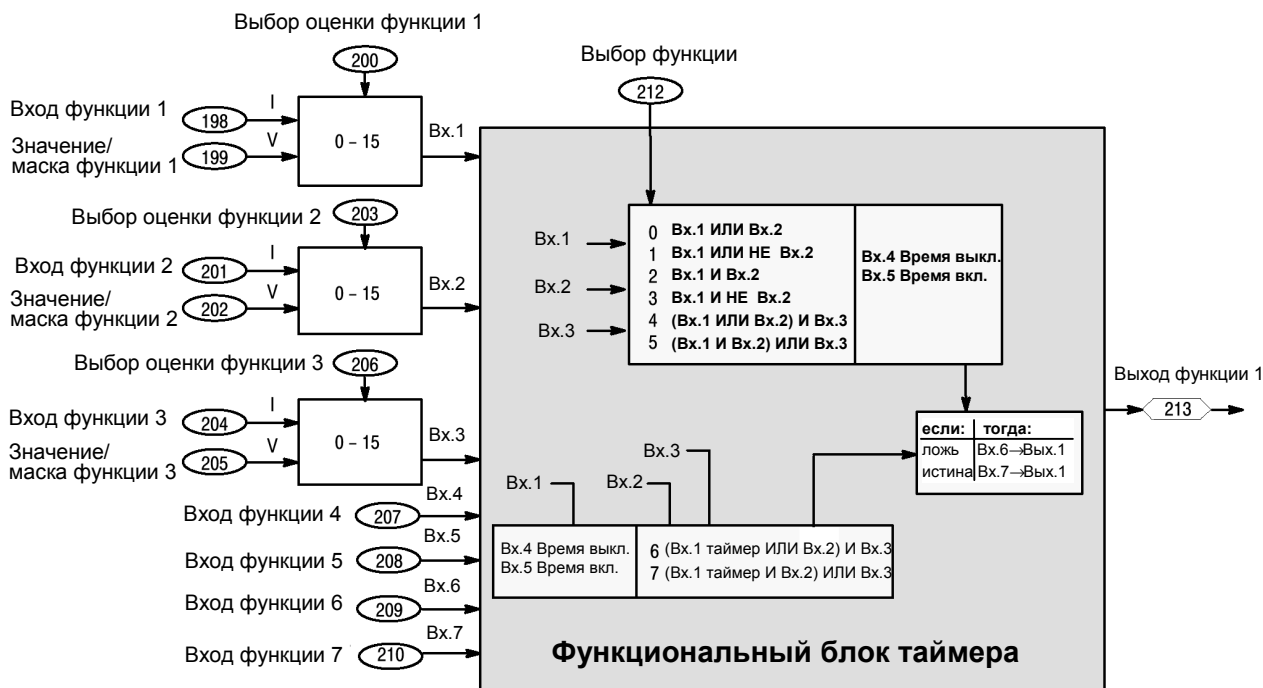 Выбор оценки функции 1
200
Вход функции 1
198
I
Значение/
маска функции 1
199
V
0 – 15
Вх.1
Выбор оценки функции 2
203
Вход функции 2
201
I
Значение/
маска функции 2
202
V
0 – 15
Вх.2
Выбор оценки функции 3
206
Вход функции 3
204
I
Значение/
маска функции 3
205
V
0 – 15
Вх.3
Вход функции 4
207
Вх.4
Вход функции 5
208
Вх.5
Вход функции 6
209
Вх.6
Вход функции 7
210
Вх.7
Выбор функции
212
Вх.1
Вх.2
Вх.3
0 Вх.1 ИЛИ Вх.2
1 Вх.1 ИЛИ НЕ Вх.2
2 Вх.1 И Вх.2
3 Вх.1 И НЕ Вх.2
4 (Вх.1 ИЛИ Вх.2) И Вх.3
5 (Вх.1 И Вх.2) ИЛИ Вх.3
Вх.4 Время выкл.
Вх.5 Время вкл.
если: тогда:
ложь Вх.6→Вых.1
истина Вх.7→Вых.1
Вх.1
Вх.2
Вх.3
Вх.4 Время выкл.
Вх.5 Время вкл.
6 (Вх.1 таймер ИЛИ Вх.2) И Вх.3
7 (Вх.1 таймер И Вх.2) ИЛИ Вх.3
Функциональный блок таймера
Выход функции 1
213